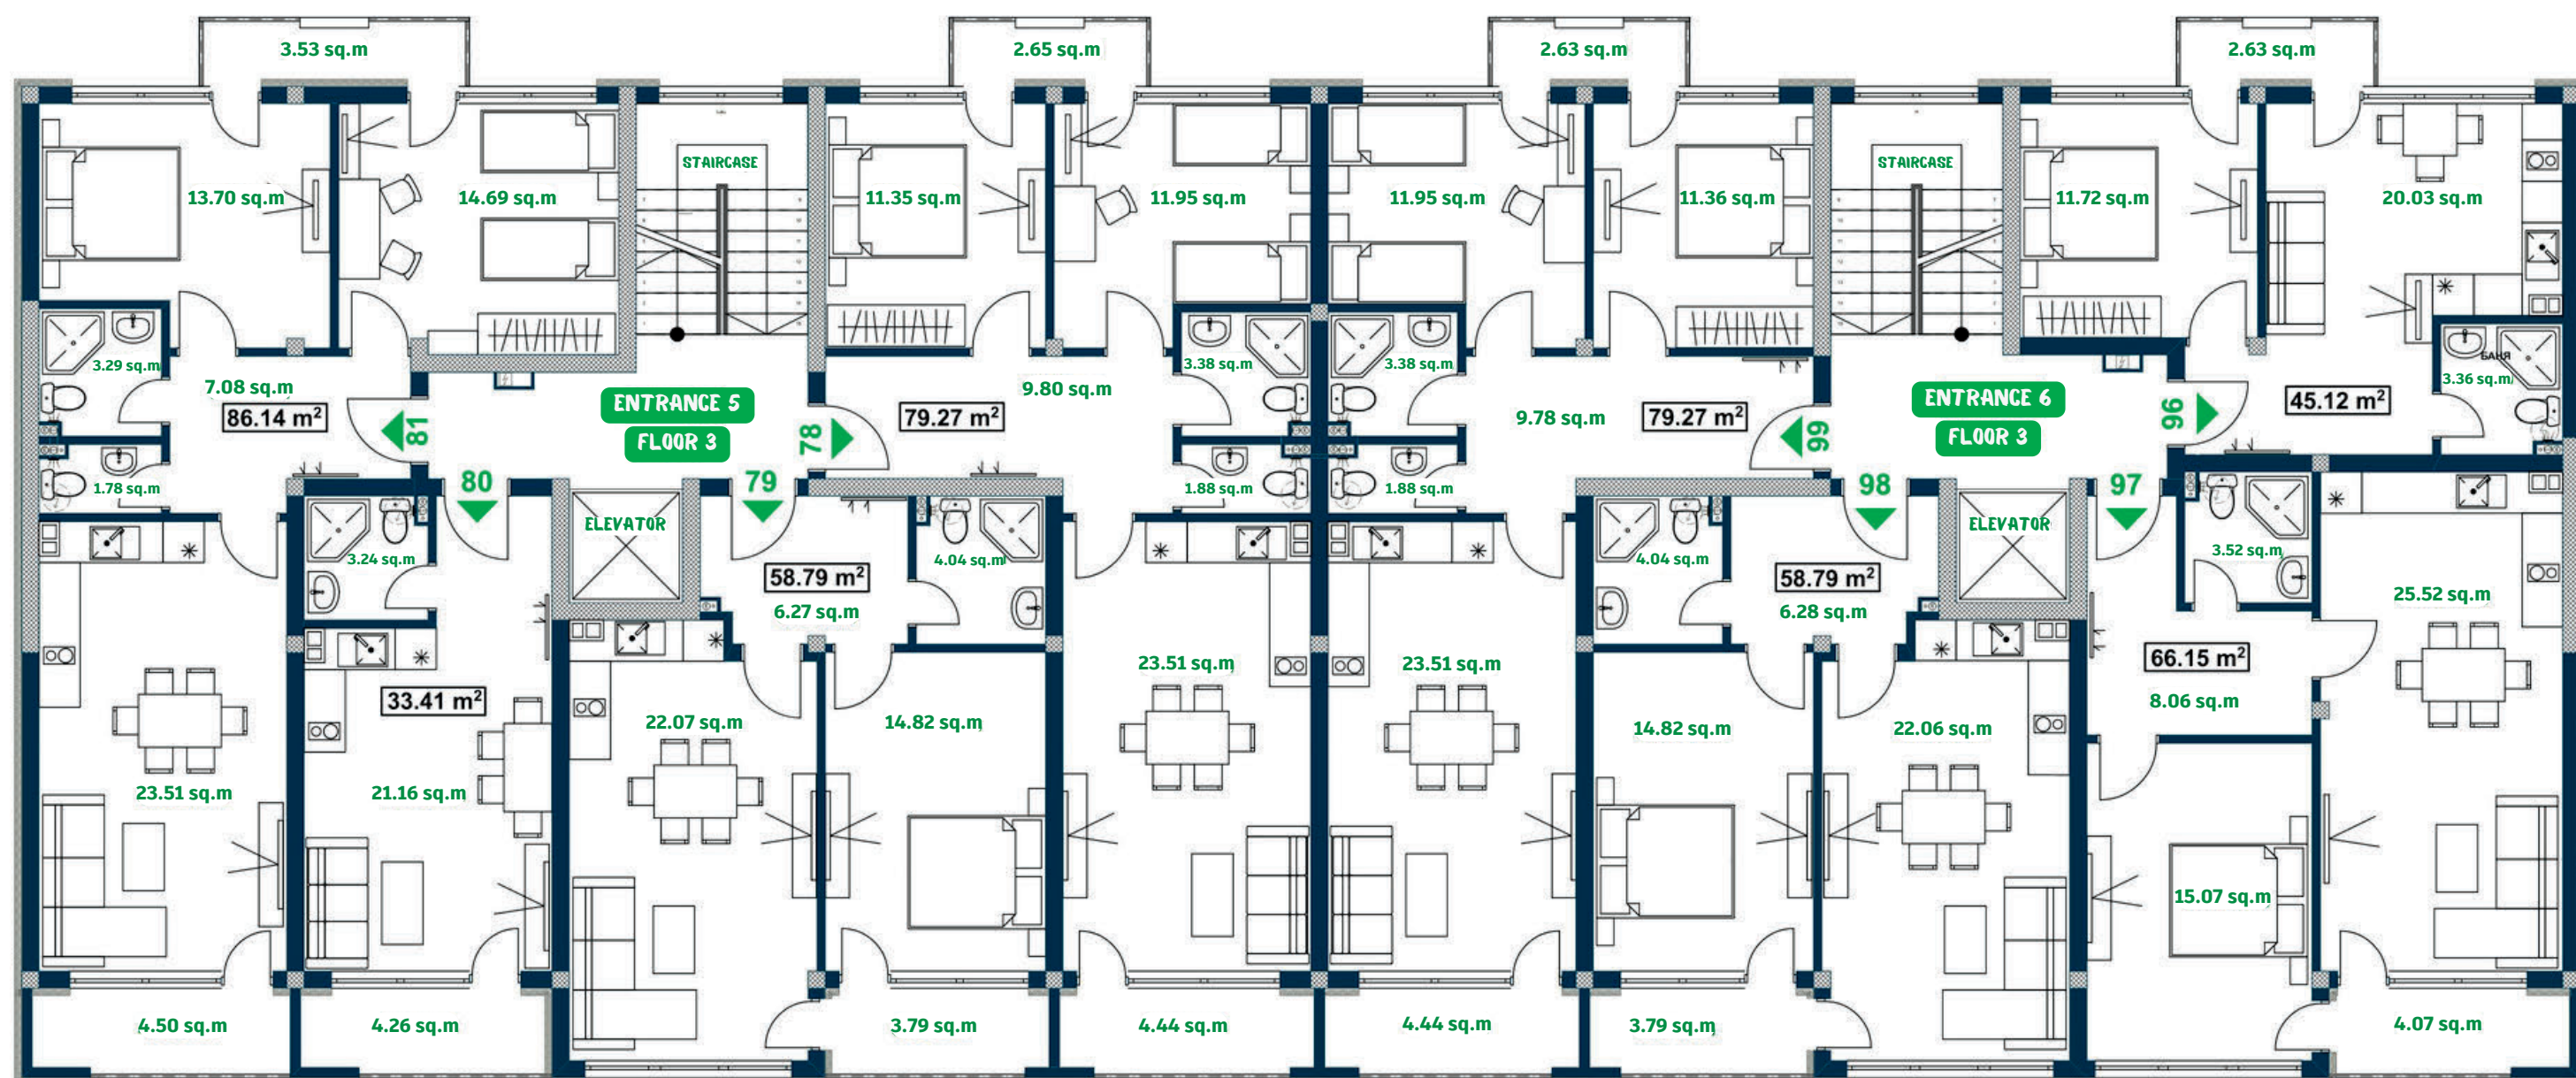 3.53 sq.m
2.65 sq.m
2.63 sq.m
2.63 sq.m
STAIRCASE
STAIRCASE
13.70 sq.m
14.69 sq.m
11.35 sq.m
11.95 sq.m
11.95 sq.m
11.36 sq.m
11.72 sq.m
20.03 sq.m
3.29 sq.m
7.08 sq.m
86.14 m²
81
ENTRANCE 5
FLOOR 3
78
79.27 m²
9.80 sq.m
3.38 sq.m
3.38 sq.m
9.78 sq.m
79.27 m²
99
ENTRANCE 6
FLOOR 3
96
45.12 m²
БАНЯ
3.36 sq.m
1.78 sq.m
80
79
1.88 sq.m
1.88 sq.m
98
97
3.24 sq.m
ELEVATOR
58.79 m²
6.27 sq.m
4.04 sq.m
4.04 sq.m
58.79 m²
6.28 sq.m
ELEVATOR
3.52 sq.m
25.52 sq.m
33.41 m²
66.15 m²
8.06 sq.m
23.51 sq.m
21.16 sq.m
22.07 sq.m
14.82 sq.m
23.51 sq.m
23.51 sq.m
14.82 sq.m
22.06 sq.m
15.07 sq.m
4.50 sq.m
4.26 sq.m
3.79 sq.m
4.44 sq.m
4.44 sq.m
3.79 sq.m
4.07 sq.m